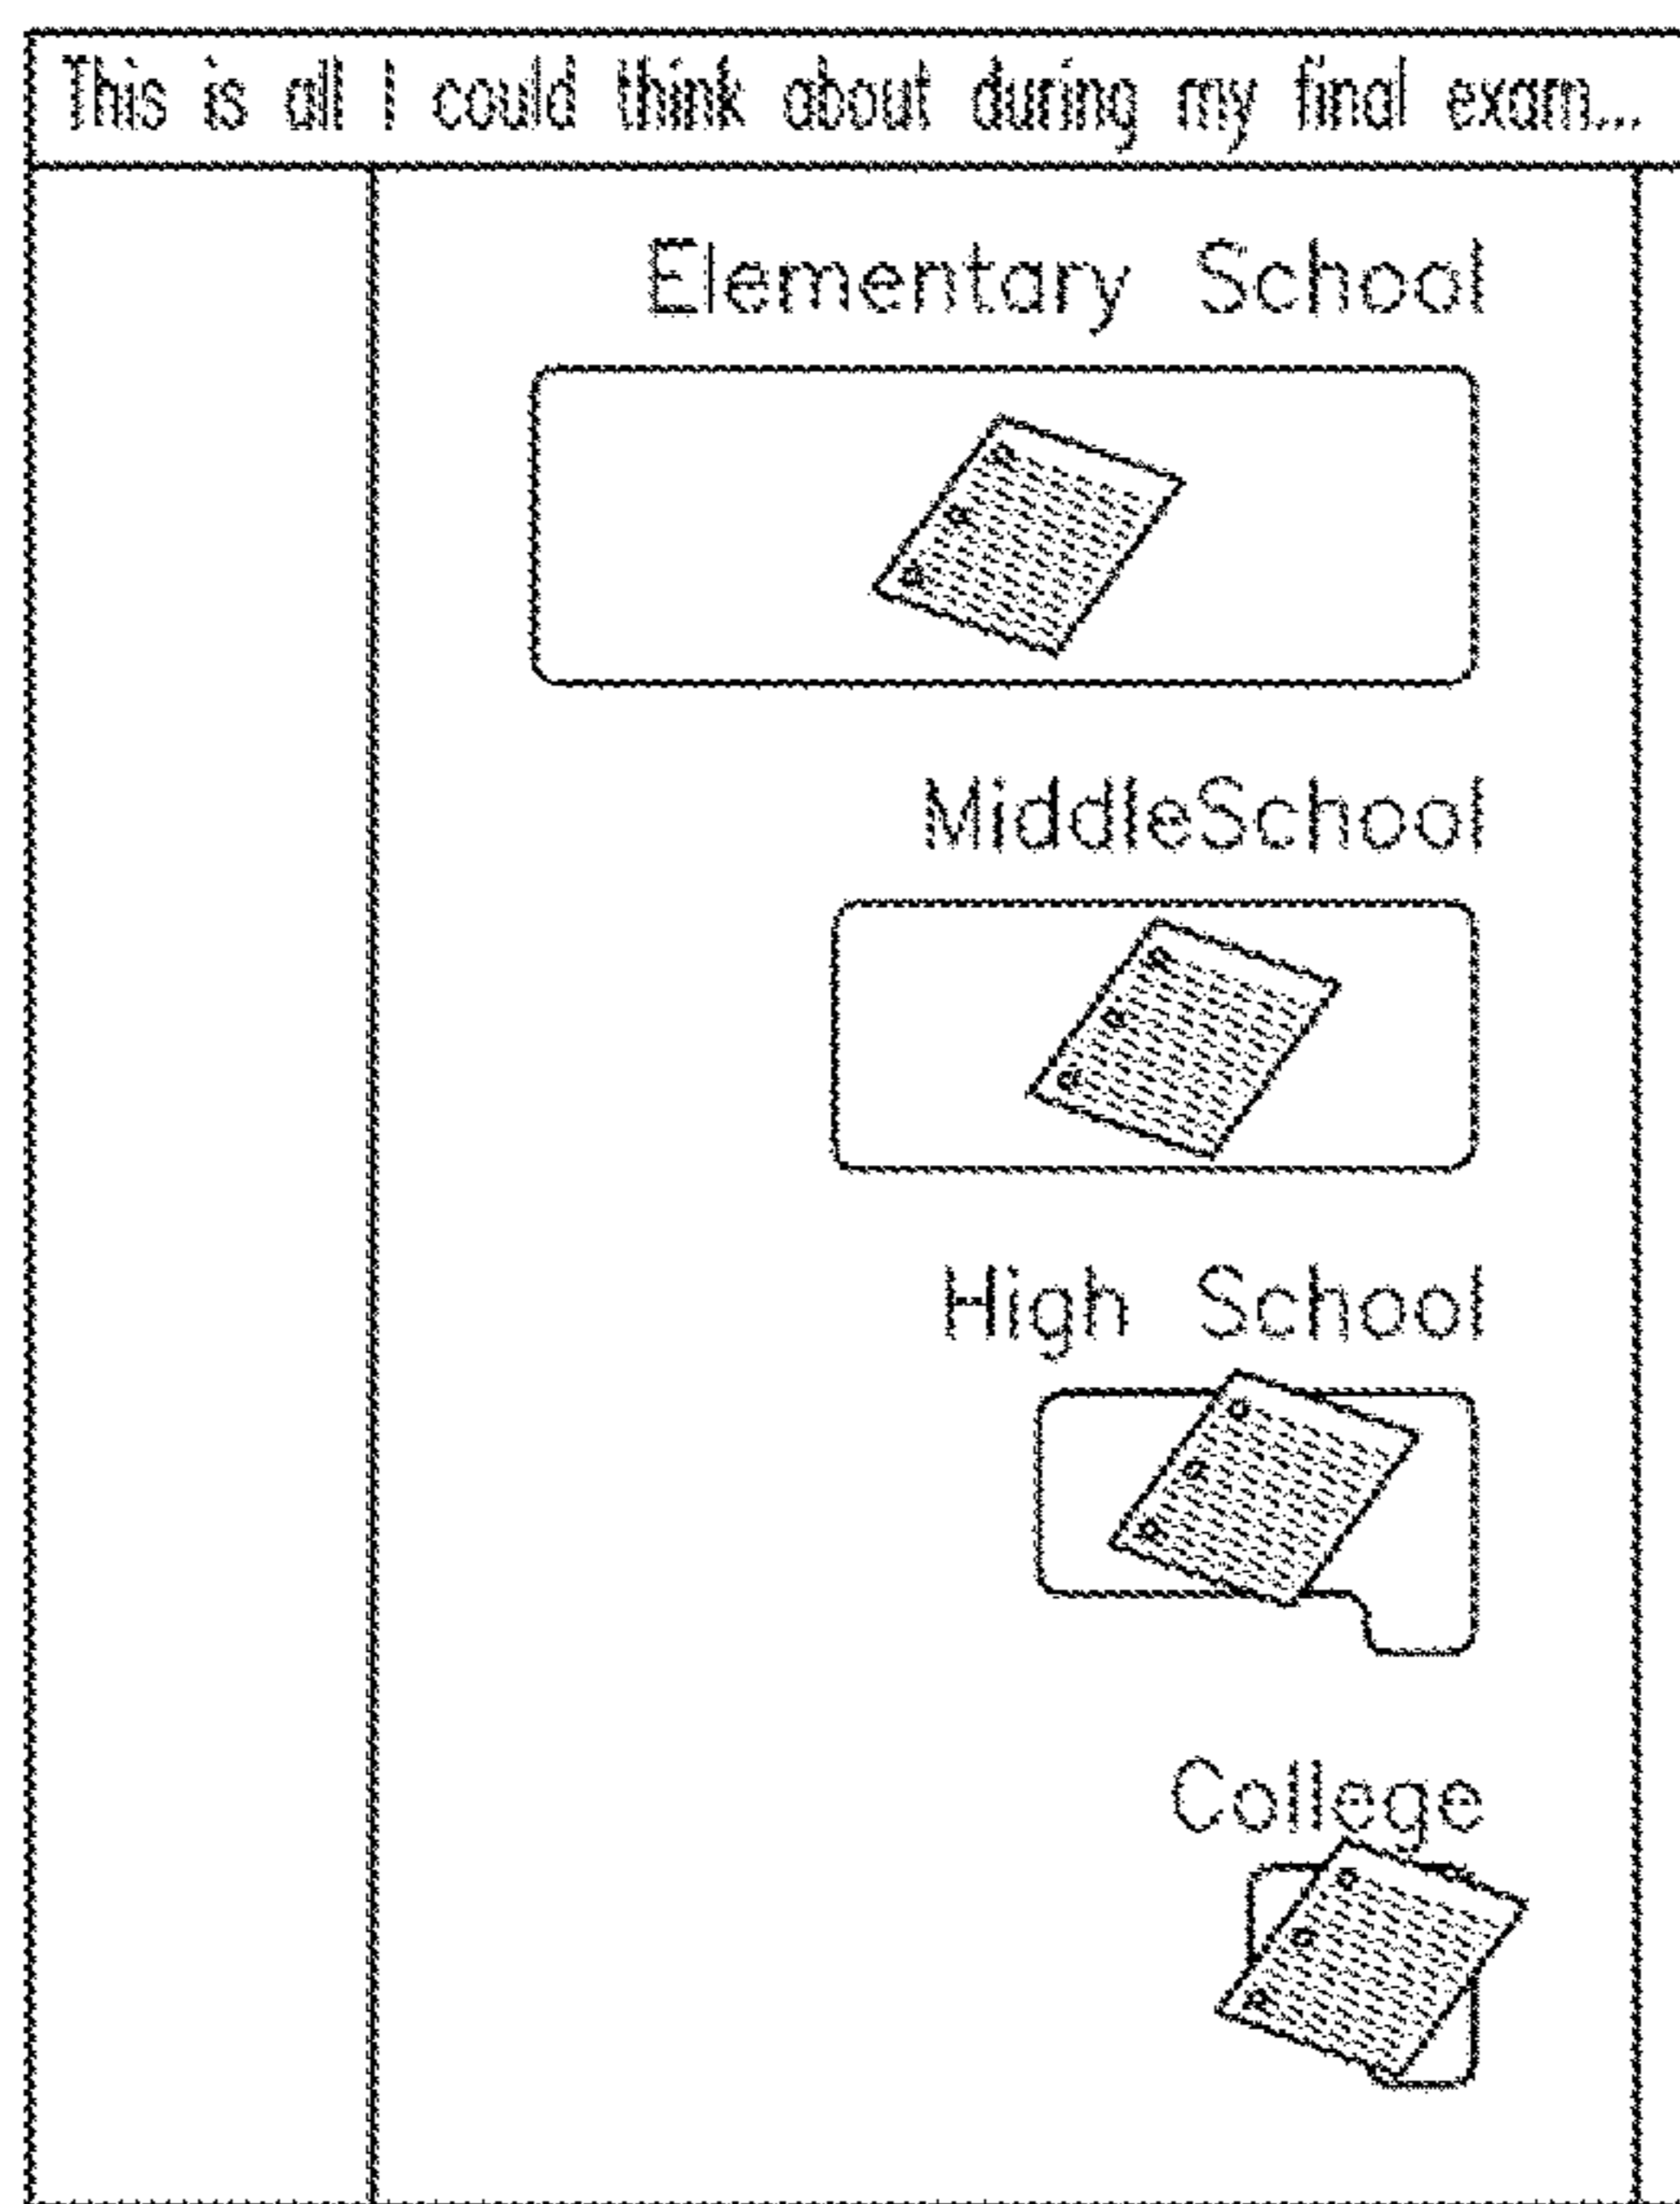 This is all I could think about during my final exam...
Elementary School
MiddleSchool
High School
College